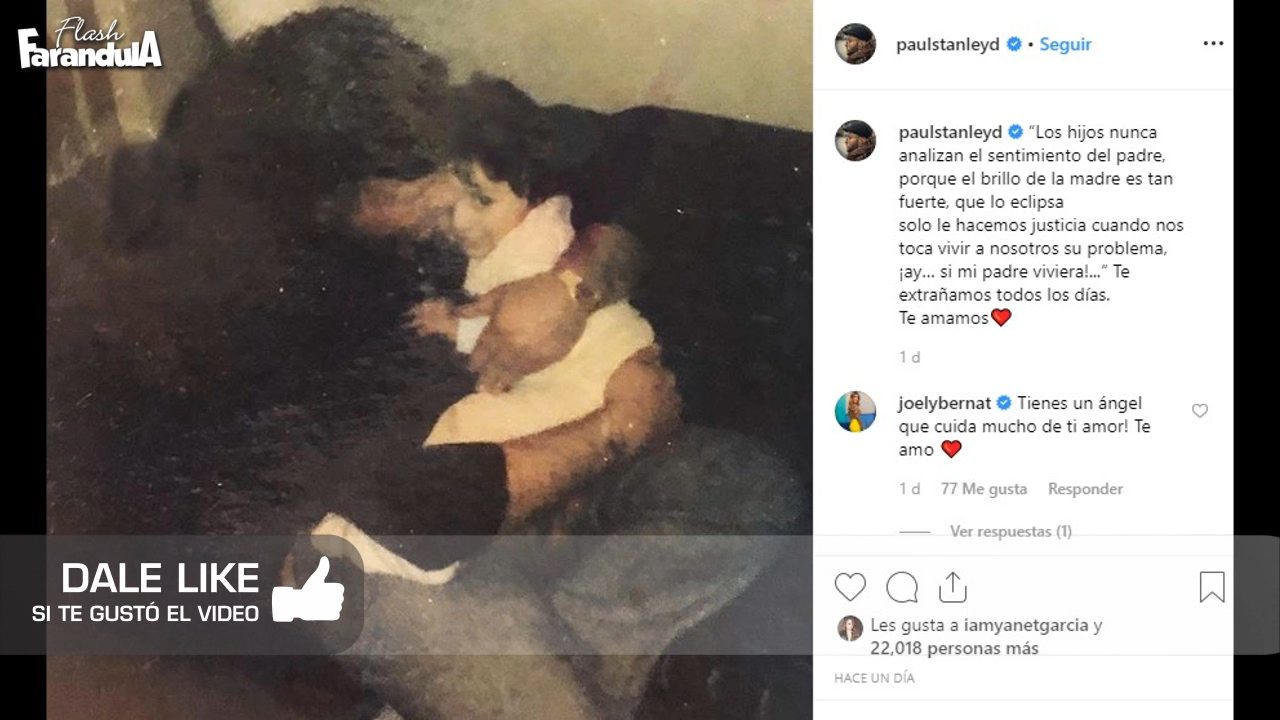 Flash
FarandulA
paulstanleyd • Seguir
paulstanleyd “Los hijos nunca
analizan el sentimiento del padre,
porque el brillo de la madre es tan
fuerte, que lo eclipsa
solo le hacemos justicia cuando nos
toca vivir a nosotros su problema,
¡ay... si mi padre viviera!...” Te
extrañamos todos los días.
Te amamos❤️
1 d
joelybernat Tienes un ángel
que cuida mucho de ti amor! Te
amo ❤️
1 d 77 Me gusta Responder
Ver respuestas (1)
DALE LIKE
SI TE GUSTÓ EL VIDEO
Les gusta a iamyanetgarcia y
22,018 personas más
HACE UN DÍA